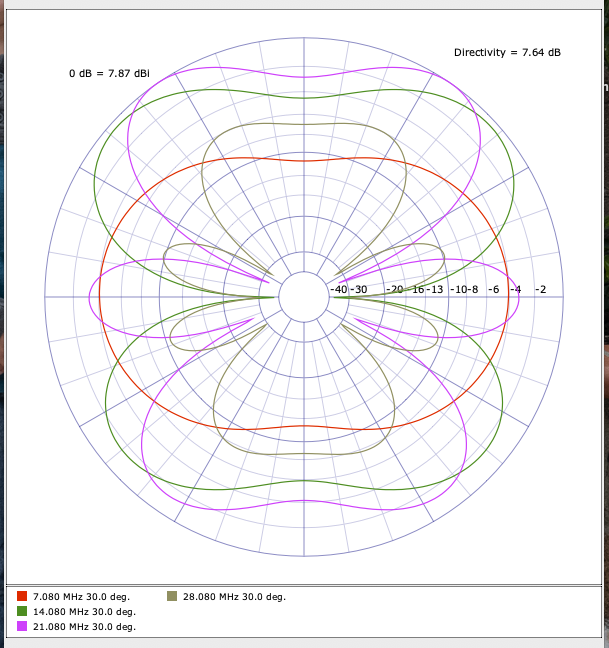 Directivity = 7.64 dB
0 dB = 7.87 dBi
-40 -30 -20 16 -13 -10 -8 -6 -4 -2
7.080 MHz 30.0 deg.
28.080 MHz 30.0 deg.
14.080 MHz 30.0 deg.
21.080 MHz 30.0 deg.